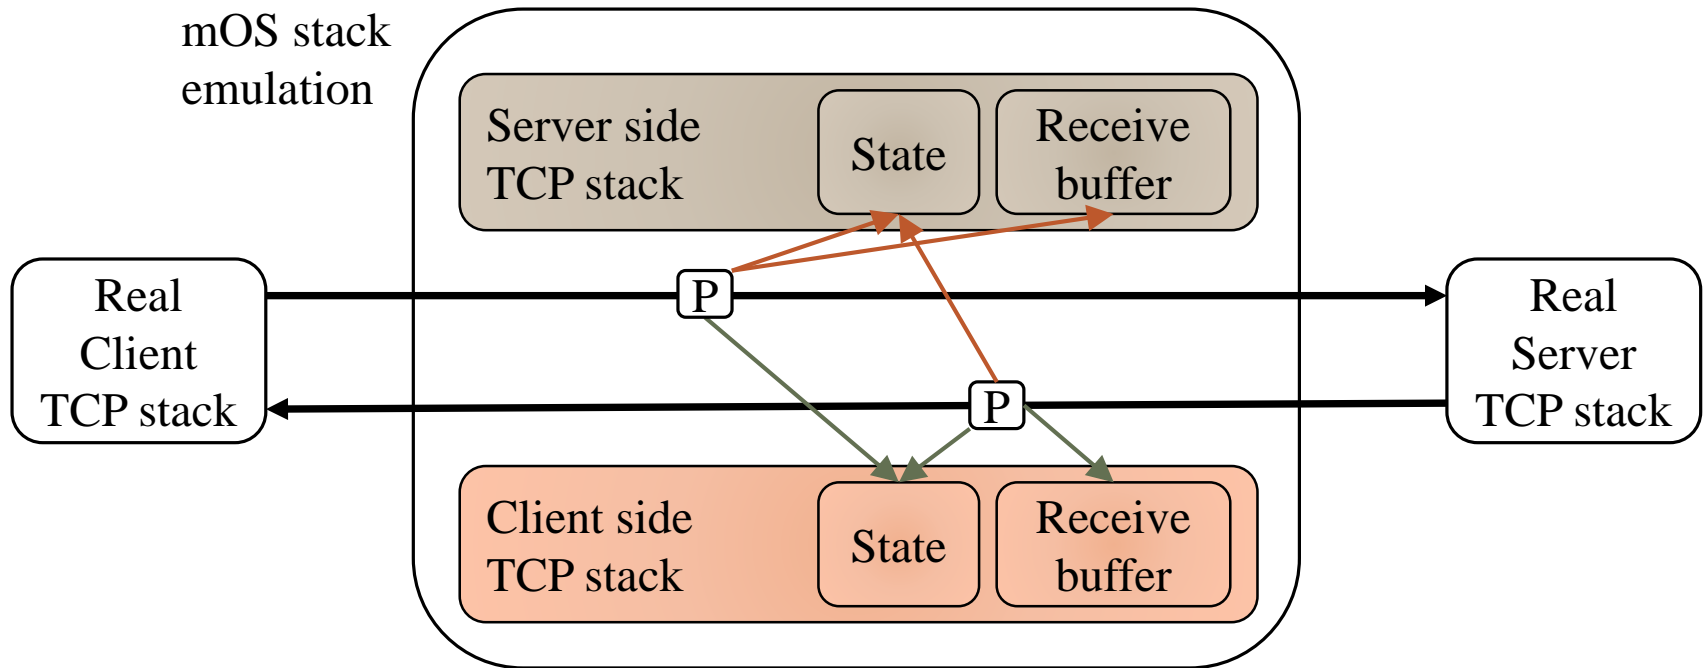 mOS stack
emulation
Server side
TCP stack
State
Receive
buffer
Real
Client
TCP stack
P
Real
Server
TCP stack
P
Client side
TCP stack
State
Receive
buffer